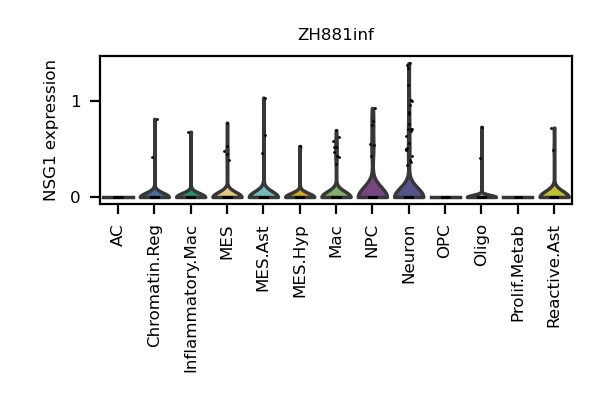 ZH881inf
NSG1 expression
1
0
AC
Chromatin.Reg
Inflammatory.Mac
MES
MES.Ast
MES.Hyp
Mac
NPC
Neuron
OPC
Oligo
Prolif.Metab
Reactive.Ast